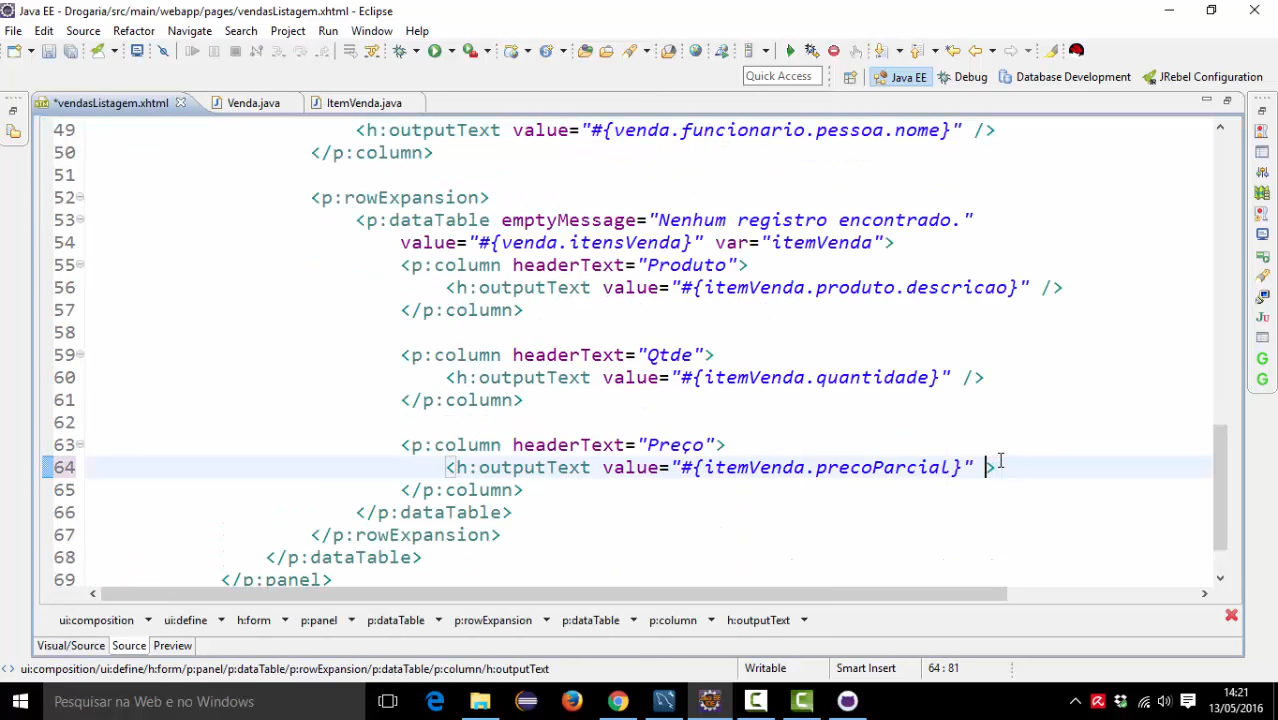 Java EE - Drogaria/src/main/webapp/pages/vendasListagem.xhtml - Eclipse
File Edit Source Refactor Navigate Search Project Run Window Help
Quick Access Java EE Debug Database Development JRebel Configuration
*vendasListagem.xhtml Venda.java ItemVenda.java
49 <h:outputText value="#{venda.funcionario.pessoa.nome}" />
50 </p:column>
51
52 <p:rowExpansion>
53 <p:dataTable emptyMessage="Nenhum registro encontrado."
54 value="#{venda.itensVenda}" var="itemVenda">
55 <p:column headerText="Produto">
56 <h:outputText value="#{itemVenda.produto.descricao}" />
57 </p:column>
58
59 <p:column headerText="Qtde">
60 <h:outputText value="#{itemVenda.quantidade}" />
61 </p:column>
62
63 <p:column headerText="Preço">
64 <h:outputText value="#{itemVenda.precoParcial}" >
65 </p:column>
66 </p:dataTable>
67 </p:rowExpansion>
68 </p:dataTable>
69 </p:panel>
ui:composition ui:define h:form p:panel p:dataTable p:rowExpansion p:dataTable p:column h:outputText
Visual/Source Source Preview
ui:composition/ui:define/h:form/p:panel/p:dataTable/p:rowExpansion/p:dataTable/p:column/h:outputText Writable Smart Insert 64 : 81
Pesquisar na Web e no Windows 14:21
13/05/2016